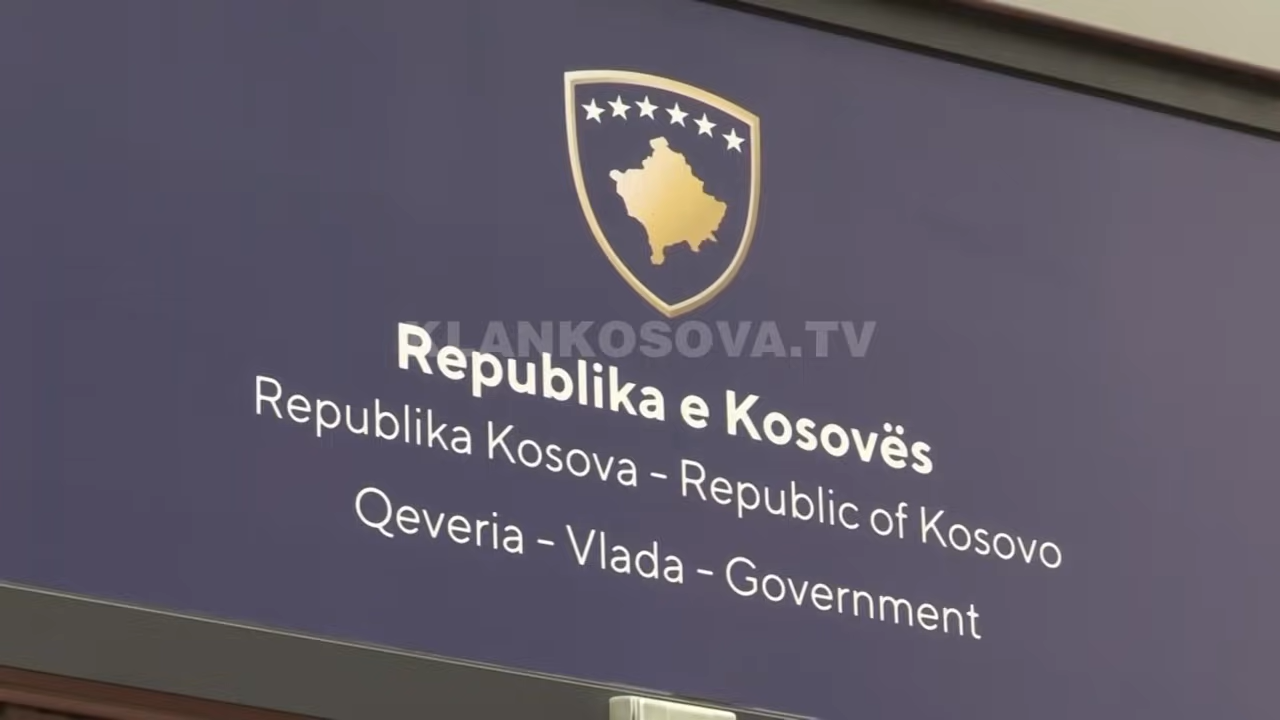 KLANKOSOVA.TV
Republika e Kosovës
Republika Kosova - Republic of Kosovo
Qeveria - Vlada - Government